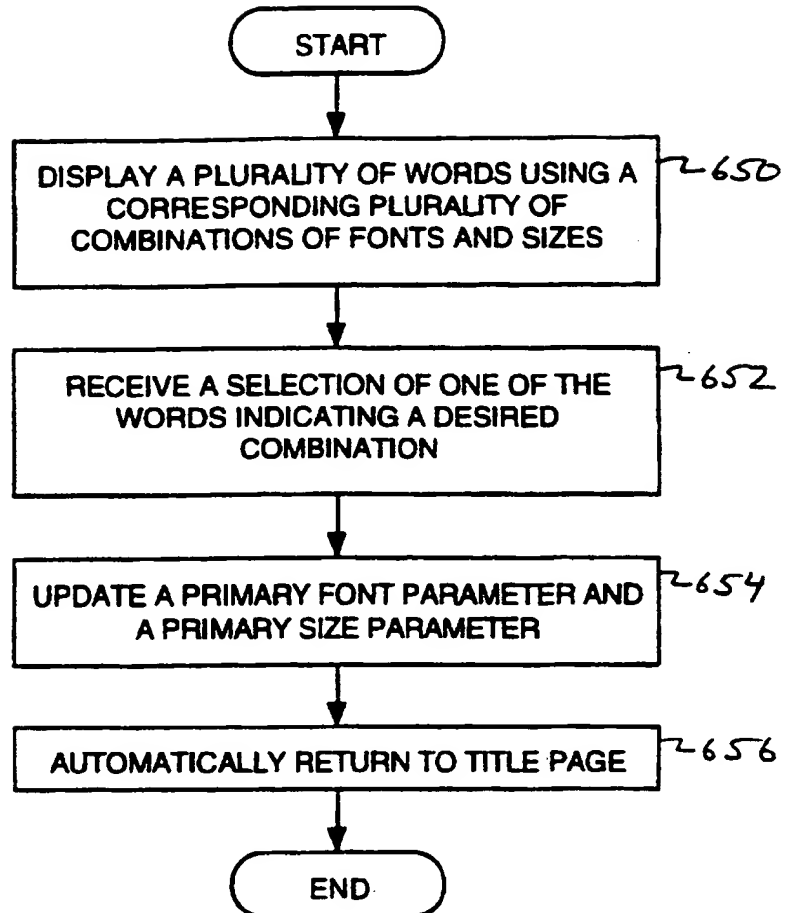 START
DISPLAY A PLURALITY OF WORDS USING A
CORRESPONDING PLURALITY OF
COMBINATIONS OF FONTS AND SIZES
650
RECEIVE A SELECTION OF ONE OF THE
WORDS INDICATING A DESIRED
COMBINATION
652
UPDATE A PRIMARY FONT PARAMETER AND
A PRIMARY SIZE PARAMETER
654
AUTOMATICALLY RETURN TO TITLE PAGE
656
END